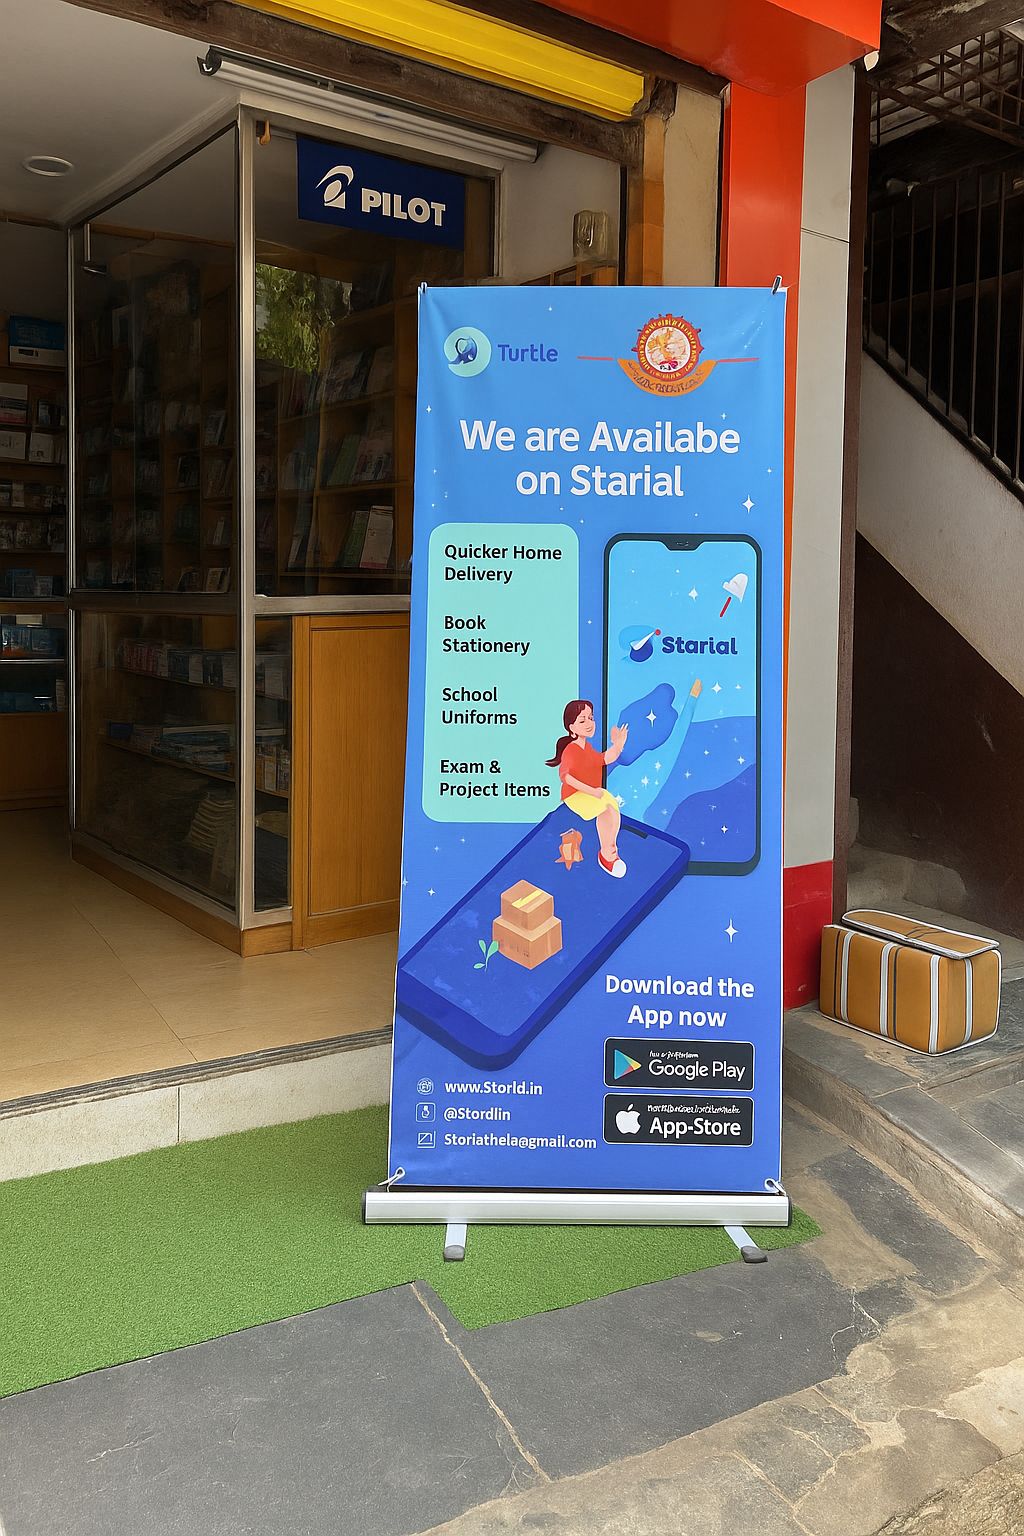 PILOT
Turtle
We are Availabe
on Starial
Quicker Home
Delivery
Book
Stationery
School
Uniforms
Exam &
Project Items
Starial
Download the
App now
Google Play
App-Store
www.Storld.in
@Stordlin
Storiathela@gmail.com